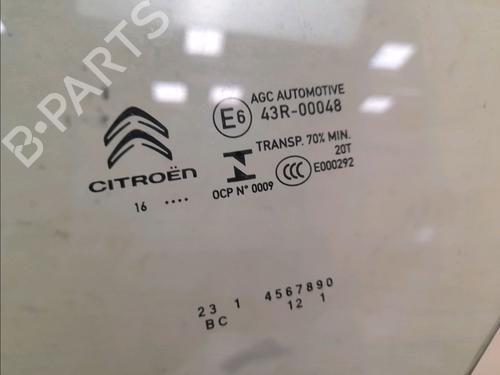 B-PARTS
AGC AUTOMOTIVE
E6 43R-00048
TRANSP. 70% MIN.
20T
CCC E000292
OCP N° 0009
CITROËN
16 ....
23 1 4567890
BC 12 1